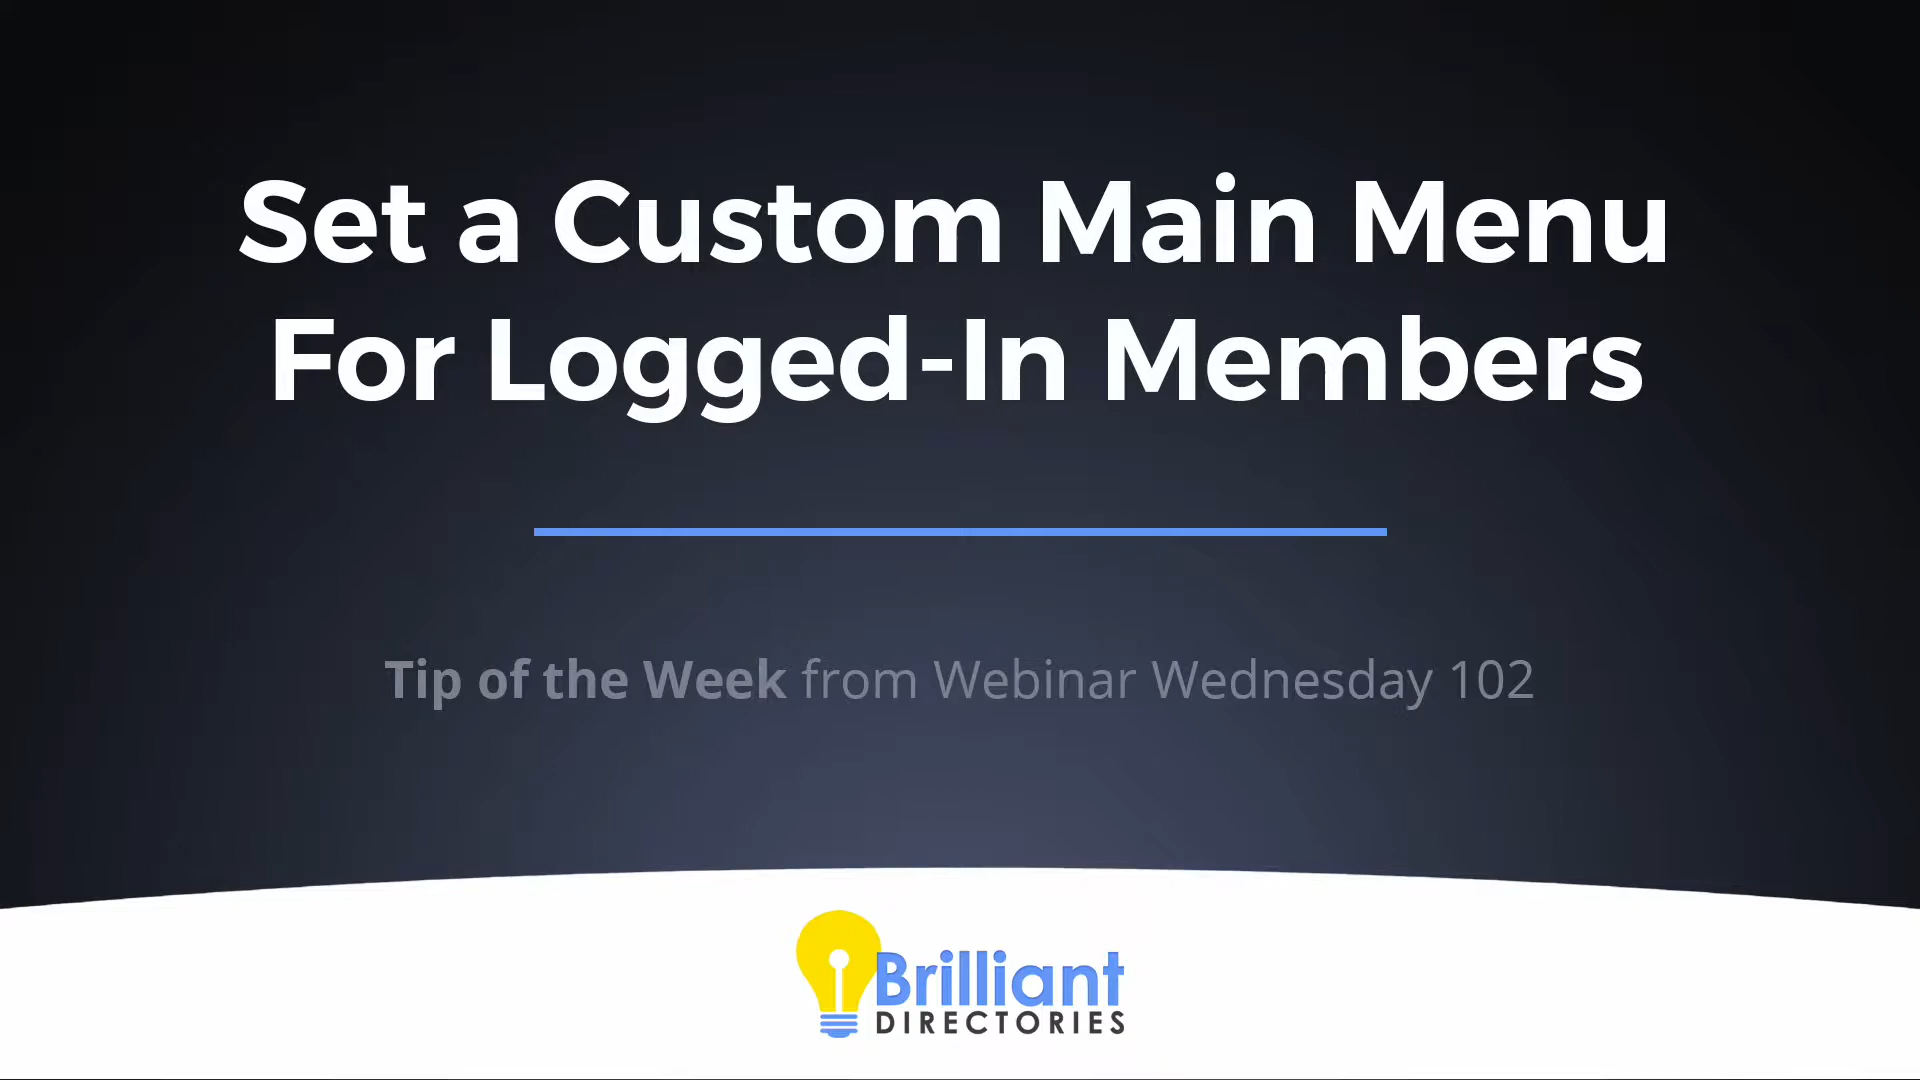 Set a Custom Main Menu
For Logged-In Members
Tip of the Week from Webinar Wednesday 102
Brilliant
DIRECTORIES